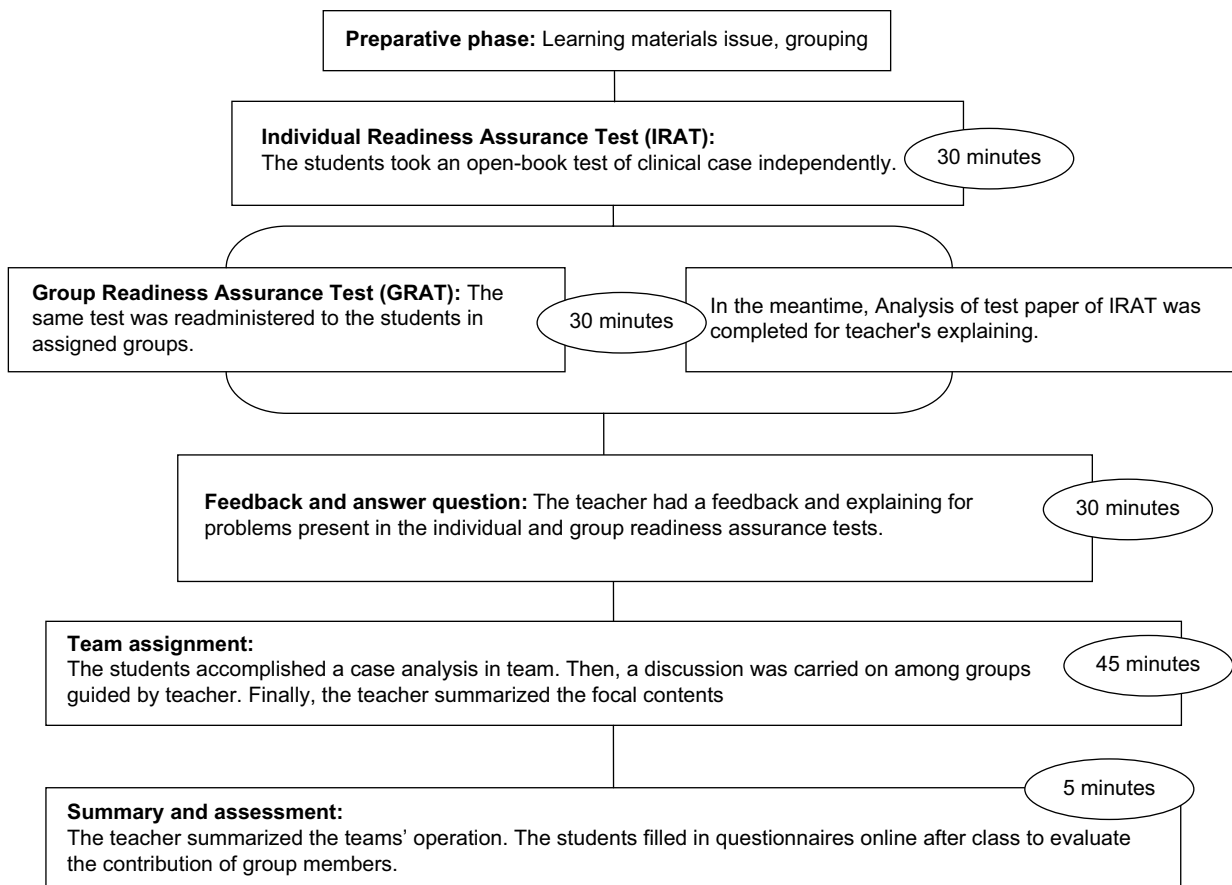 Preparative phase: Learning materials issue, grouping
Individual Readiness Assurance Test (IRAT):
The students took an open-book test of clinical case independently.
30 minutes
Group Readiness Assurance Test (GRAT): The
same test was readministered to the students in
assigned groups.
30 minutes
In the meantime, Analysis of test paper of IRAT was
completed for teacher's explaining.
Feedback and answer question: The teacher had a feedback and explaining for
problems present in the individual and group readiness assurance tests.
30 minutes
Team assignment:
The students accomplished a case analysis in team. Then, a discussion was carried on among groups
guided by teacher. Finally, the teacher summarized the focal contents
45 minutes
5 minutes
Summary and assessment:
The teacher summarized the teams’ operation. The students filled in questionnaires online after class to evaluate
the contribution of group members.